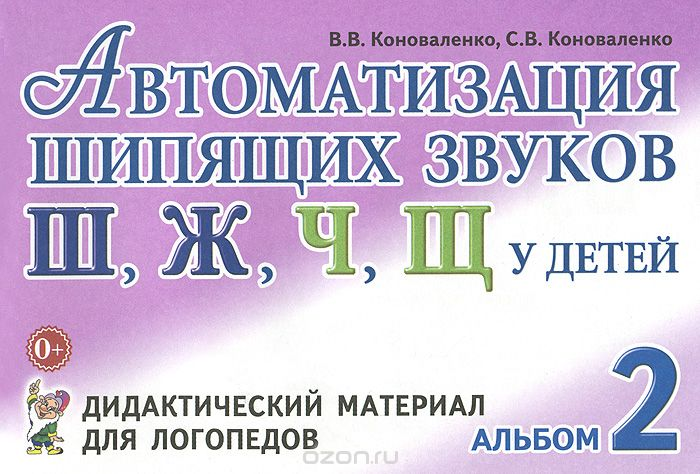 В.В. Коноваленко, С.В. Коноваленко
АВТОМАТИЗАЦИЯ
ШИПЯЩИХ ЗВУКОВ
Ш, Ж, Ч, Щ У ДЕТЕЙ
0+
ДИДАКТИЧЕСКИЙ МАТЕРИАЛ
ДЛЯ ЛОГОПЕДОВ
АЛЬБОМ 2
ozon.ru